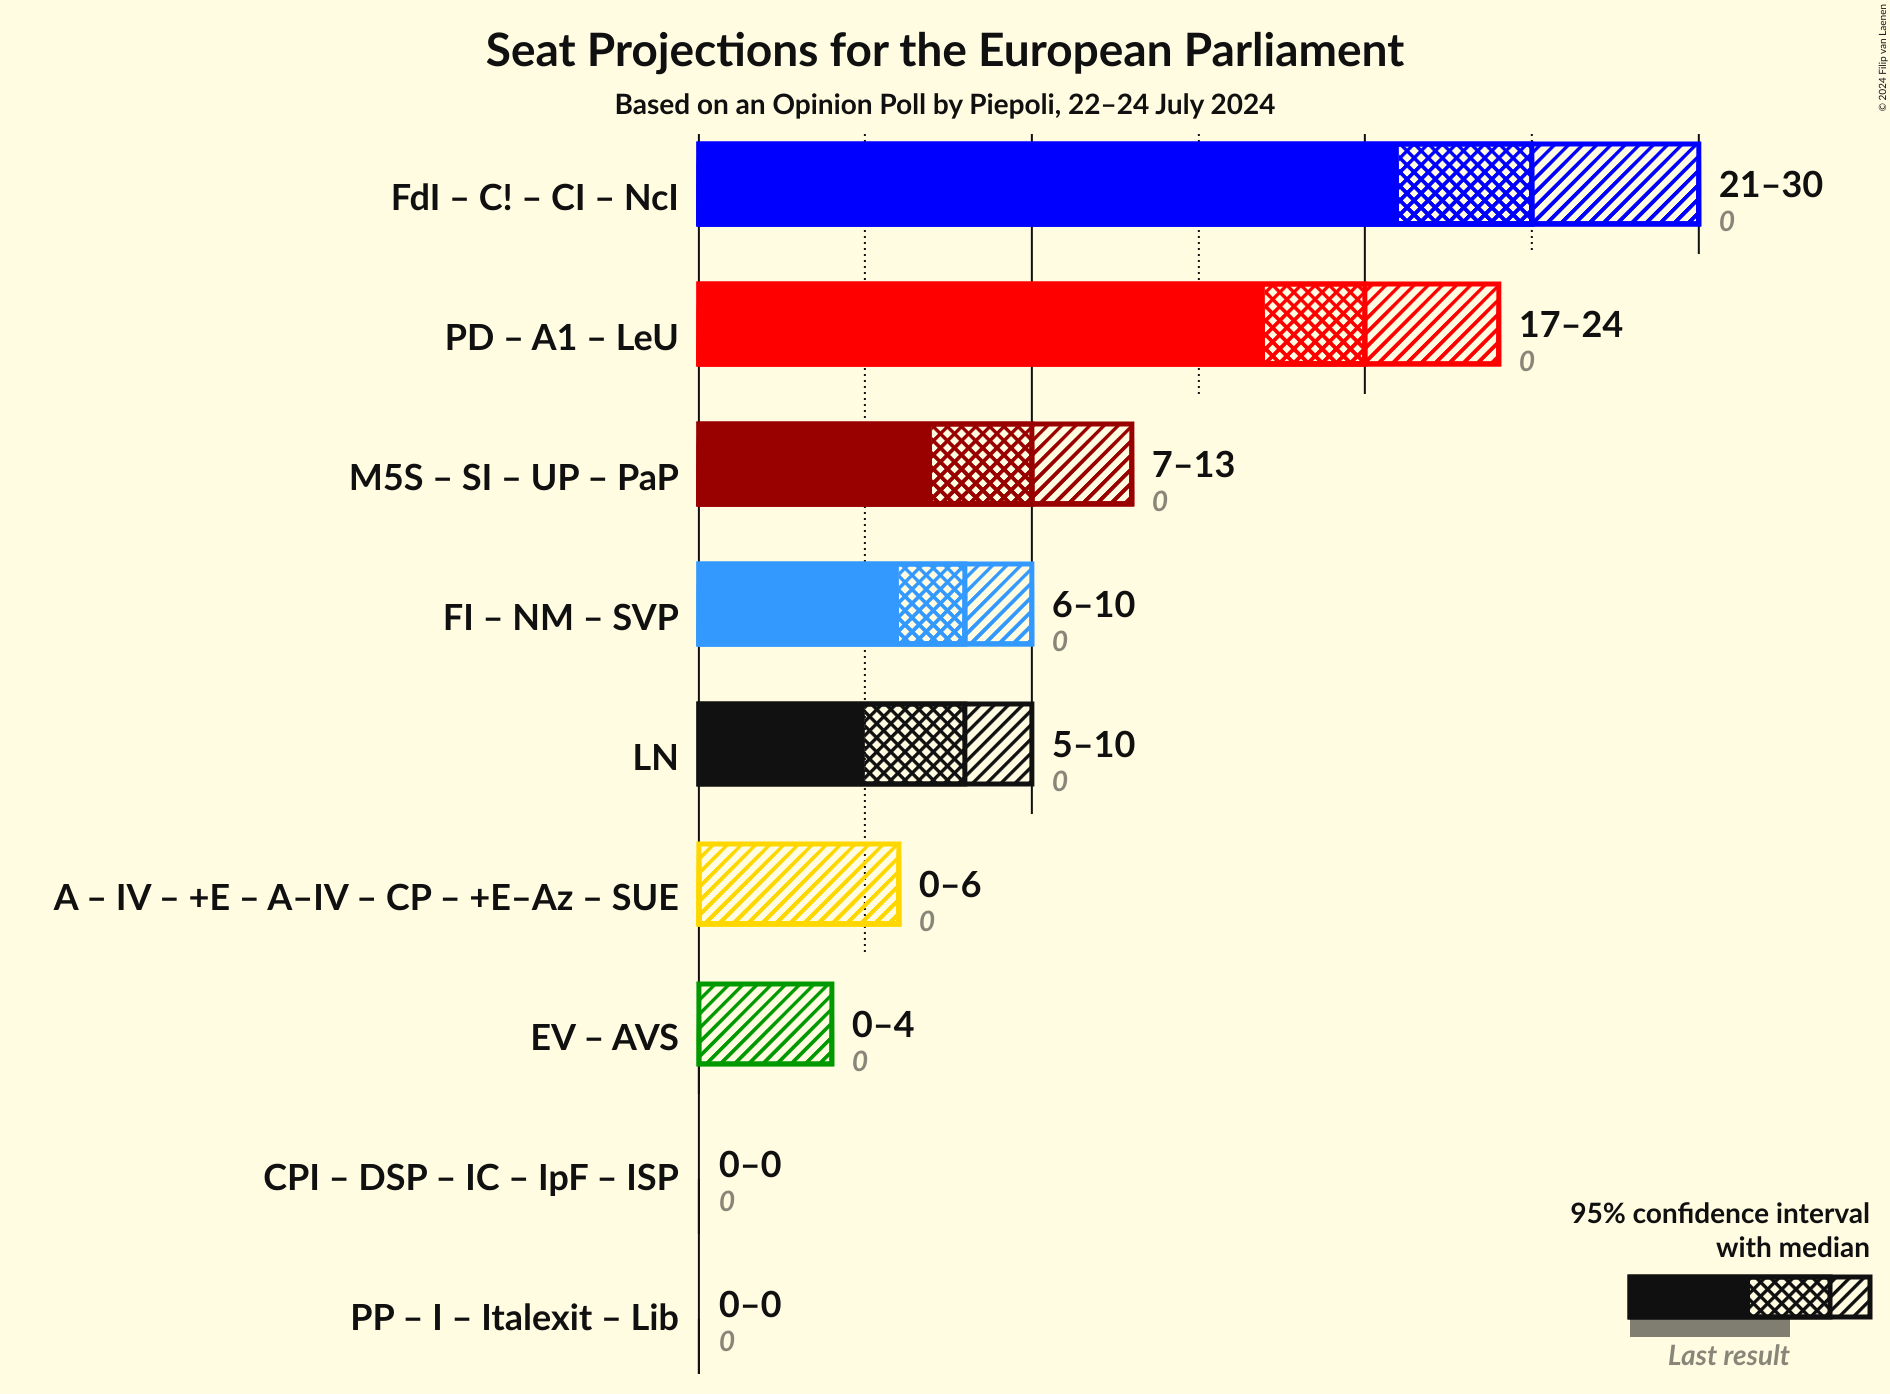 Seat Projections for the European Parliament
Based on an Opinion Poll by Piepoli, 22–24 July 2024
© 2024 Filip van Laenen
FdI – C! – CI – NcI
21–30
0
PD – A1 – LeU
17–24
0
M5S – SI – UP – PaP
7–13
0
FI – NM – SVP
6–10
0
LN
5–10
0
A – IV – +E – A–IV – CP – +E–Az – SUE
0–6
0
EV – AVS
0–4
0
CPI – DSP – IC – IpF – ISP
0–0
0
PP – I – Italexit – Lib
0–0
0
95% confidence interval
with median
Last result